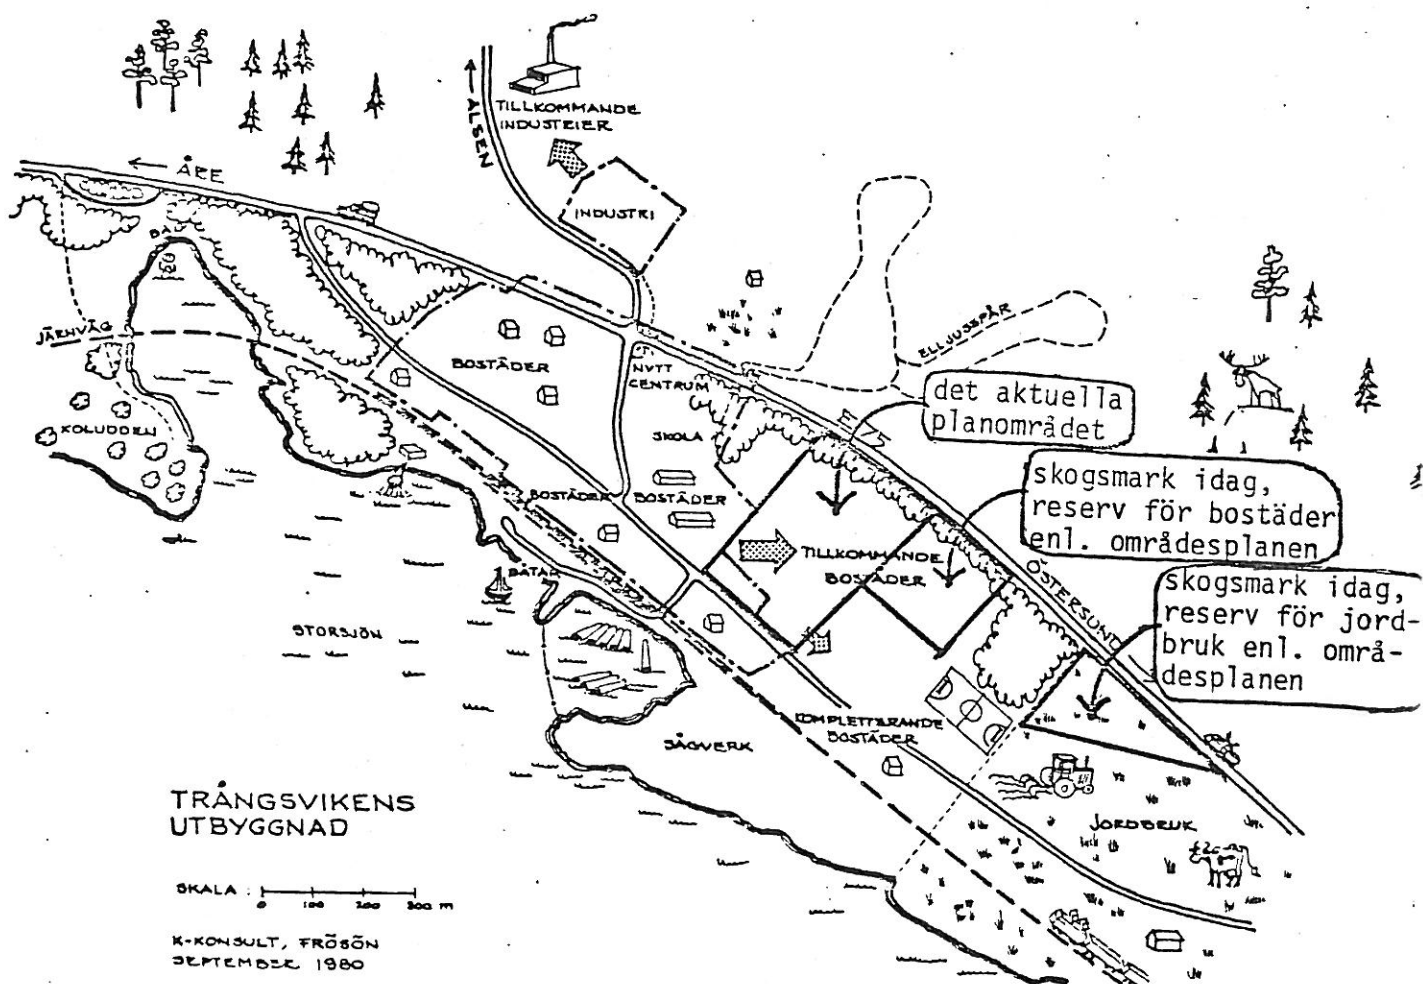 TILLKOMMANDE
INDUSTRIER
ALSEN
ÅRE
INDUSTRI
JÄRNVÄG
ELLJUSSPÅR
BOSTÄDER
NYTT
CENTRUM
det aktuella
planområdet
KOLUDDEN
SKOLA
skogsmark idag,
reserv för bostäder
enl. områdesplanen
BOSTÄDER
BOSTÄDER
TILLKOMMANDE
BOSTÄDER
ÖSTERSUND
skogsmark idag,
reserv för jord-
bruk enl. områ-
desplanen
BÅTAR
STORSJÖN
KOMPLETTERANDE
BOSTÄDER
SÅGVERK
JORDBRUK
TRÅNGSVIKENS
UTBYGGNAD
SKALA :
0 100 200 300 m
K-KONSULT, FRÖSÖN
SEPTEMBER 1980